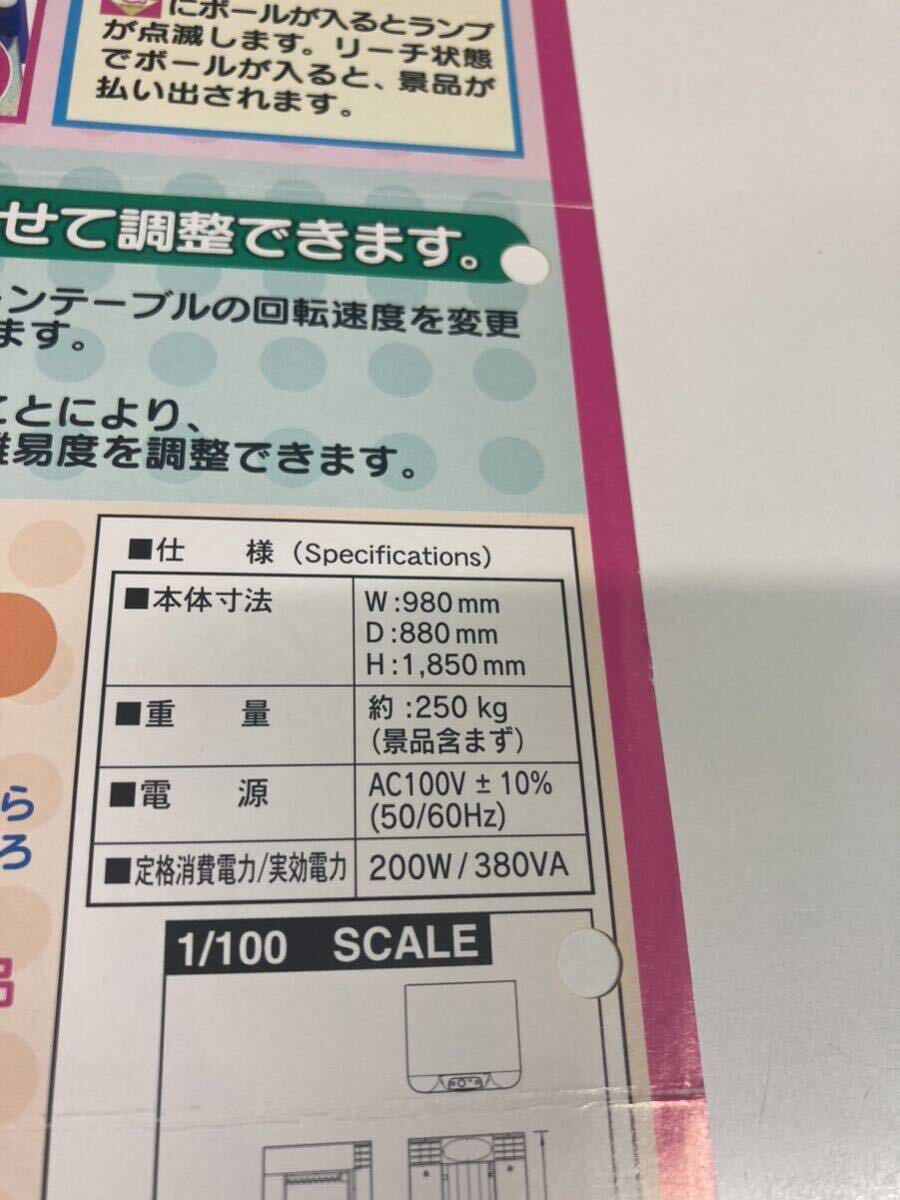 にボールが入るとランプ
が点滅します。リーチ状態
でボールが入ると、景品が
払い出されます。
せて調整できます。
ンテーブルの回転速度を変更
ます。
ことにより、
難易度を調整できます。
■仕　様（Specifications）
■本体寸法
W:980mm
D:880mm
H:1,850mm
■重　量
約:250kg
（景品含まず）
■電　源
AC100V±10%
(50/60Hz)
■定格消費電力/実効電力
200W/380VA
ら
ろ
1/100 SCALE